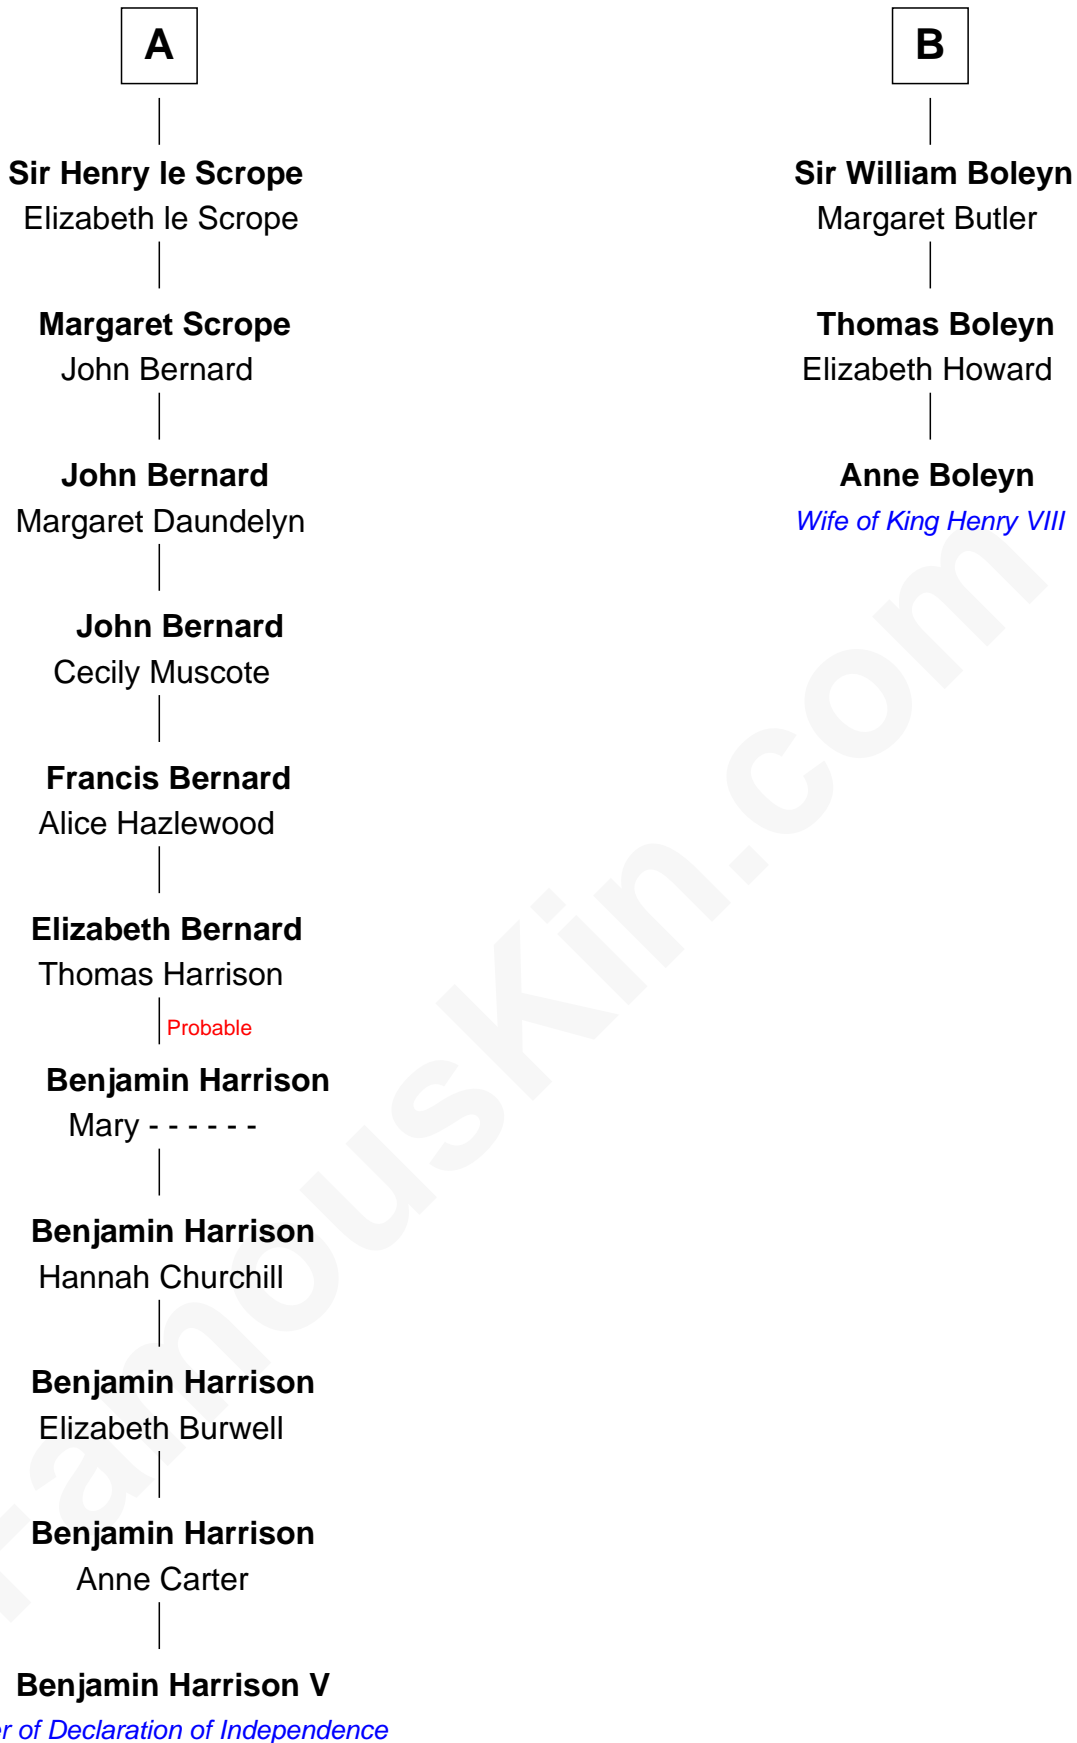 A
Sir Henry le Scrope
Elizabeth le Scrope
Margaret Scrope
John Bernard
John Bernard
Margaret Daundelyn
John Bernard
Cecily Muscote
Francis Bernard
Alice Hazlewood
Elizabeth Bernard
Thomas Harrison
Probable
Benjamin Harrison
Mary - - - - - -
Benjamin Harrison
Hannah Churchill
Benjamin Harrison
Elizabeth Burwell
Benjamin Harrison
Anne Carter
Benjamin Harrison V
of Declaration of Independence
B
Sir William Boleyn
Margaret Butler
Thomas Boleyn
Elizabeth Howard
Anne Boleyn
Wife of King Henry VIII
FamousKin.com